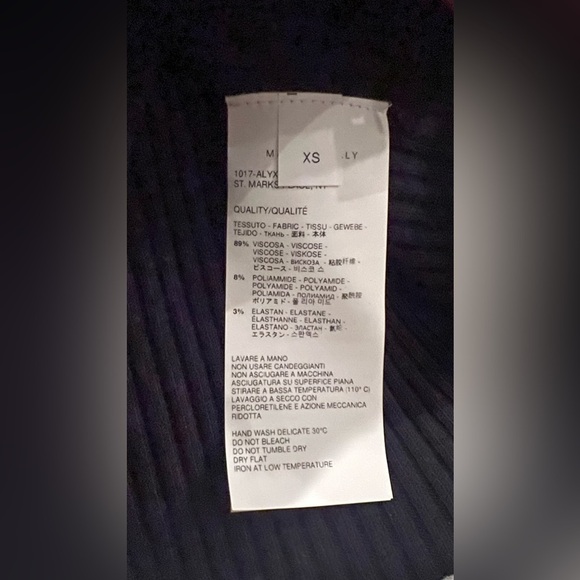 XS
M LY
1017-ALYX
ST. MARKS
QUALITY/QUALITÉ
TESSUTO - FABRIC - TISSU - GEWEBE -
TEJIDO - ТКАНЬ - 面料 - 本体
89% VISCOSA - VISCOSE -
VISCOSE - VISKOSE -
VISCOSA - ВИСКОЗА - 粘胶纤维 -
ビスコース - 비스코 스
8% POLIAMMIDE - POLYAMIDE -
POLYAMIDE - POLYAMID -
POLIAMIDA - ПОЛИАМИД - 聚酰胺
ポリアミド - 폴 리아 미드
3% ELASTAN - ELASTANE -
ÉLASTHANNE - ELASTHAN -
ELASTANO - ЭЛАСТАН - 氨纶 -
エラスタン - 스판덱스
LAVARE A MANO
NON USARE CANDEGGIANTI
NON ASCIUGARE A MACCHINA
ASCIUGATURA SU SUPERFICE PIANA
STIRARE A BASSA TEMPERATURA (110° C)
LAVAGGIO A SECCO CON
PERCLORETILENE E AZIONE MECCANICA
RIDOTTA
HAND WASH DELICATE 30°C
DO NOT BLEACH
DO NOT TUMBLE DRY
DRY FLAT
IRON AT LOW TEMPERATURE